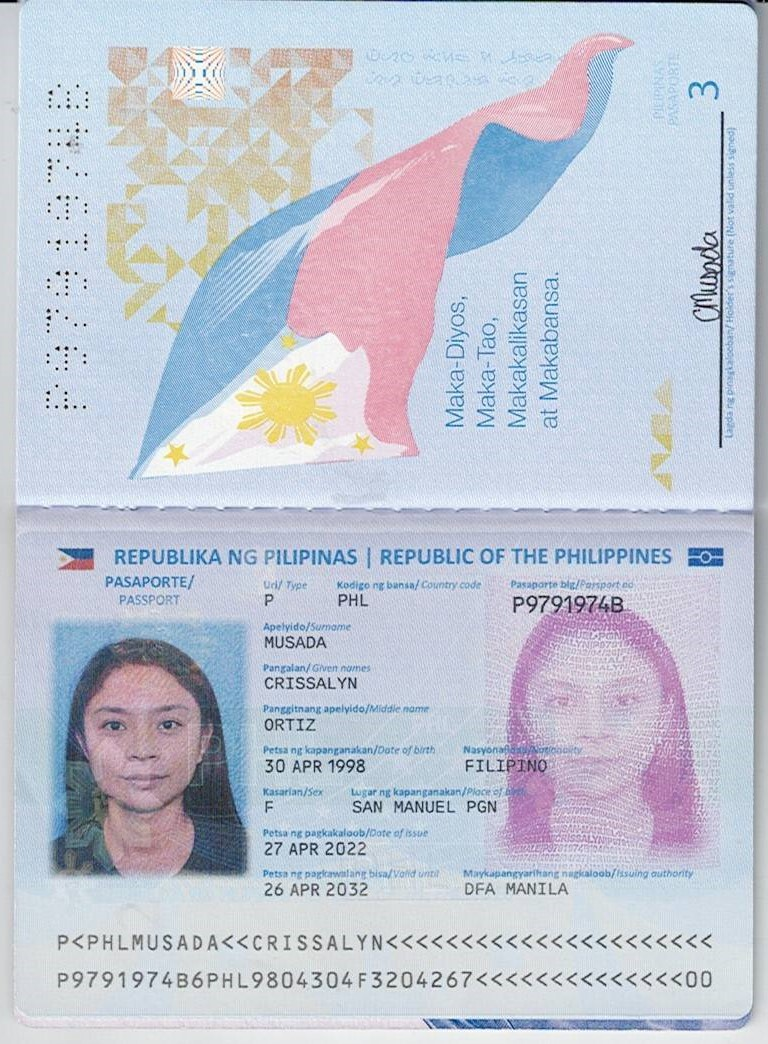 P9791974B
PILIPINAS
PASAPORTE
3
Maka-Diyos,
Maka-Tao,
Makakalikasan
at Makabansa.
CMusada
Lagda ng pinagkalooban/ Holder's signature (Not valid unless signed)
REPUBLIKA NG PILIPINAS | REPUBLIC OF THE PHILIPPINES
PASAPORTE/
PASSPORT
Uri/ Type Kodigo ng bansa/ Country code Pasaporte blg/Passport no
P PHL P9791974B
Apelyido/Surname
MUSADA
Pangalan/ Given names
CRISSALYN
Panggitnang apelyido/Middle name
ORTIZ
Petsa ng kapanganakan/Date of birth Nasyonalidad/Nationality
30 APR 1998 FILIPINO
Kasarian/Sex Lugar ng kapanganakan/Place of birth
F SAN MANUEL PGN
Petsa ng pagkakaloob/Date of issue
27 APR 2022
Petsa ng pagkawalang bisa/Valid until Maykapangyarihang nagkaloob/Issuing authority
26 APR 2032 DFA MANILA
P<PHLMUSADA<<CRISSALYN<<<<<<<<<<<<<<<<<<<<<<
P9791974B6PHL9804304F3204267<<<<<<<<<<<<<<00